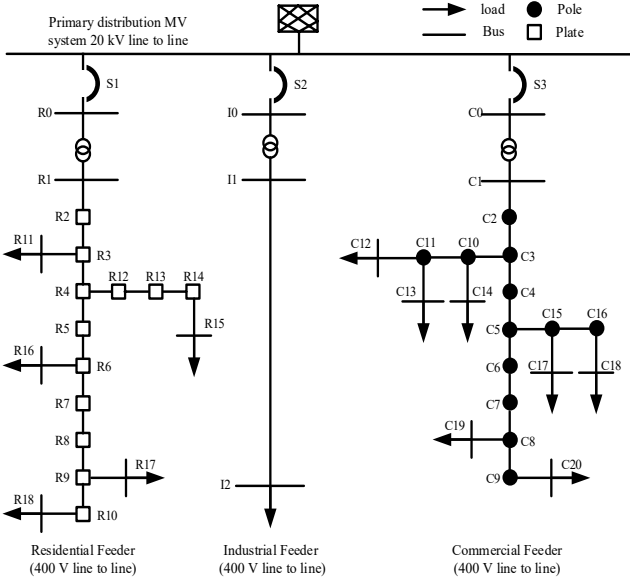 Primary distribution MV
system 20 kV line to line
load
Pole
Bus
Plate
S1
S2
S3
R0
I0
C0
R1
I1
C1
R2
C2
R11
R3
C12
C11
C10
C3
R12
R13
R14
R4
C13
C14
C4
R5
R15
C5
C15
C16
R16
R6
C6
C17
C18
R7
C7
R8
C19
C8
R9
R17
I2
C9
C20
R18
R10
Residential Feeder
(400 V line to line)
Industrial Feeder
(400 V line to line)
Commercial Feeder
(400 V line to line)